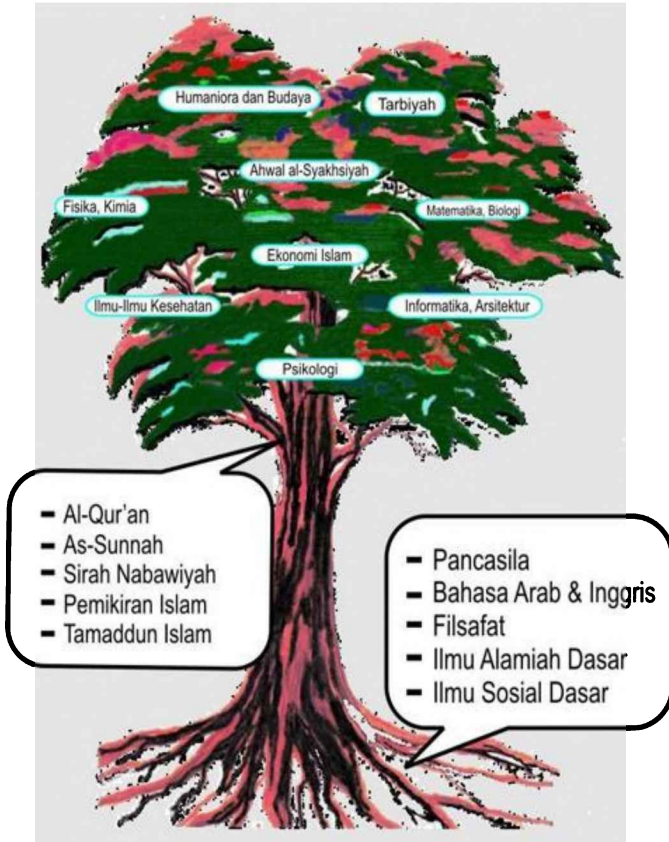 Humaniora dan Budaya
Tarbiyah
Ahwal al-Syakhsiyah
Fisika, Kimia
Matematika, Biologi
Ekonomi Islam
Ilmu-Ilmu Kesehatan
Informatika, Arsitektur
Psikologi
- Al-Qur'an
- As-Sunnah
- Sirah Nabawiyah
- Pemikiran Islam
- Tamaddun Islam
- Pancasila
- Bahasa Arab & Inggris
- Filsafat
- Ilmu Alamiah Dasar
- Ilmu Sosial Dasar